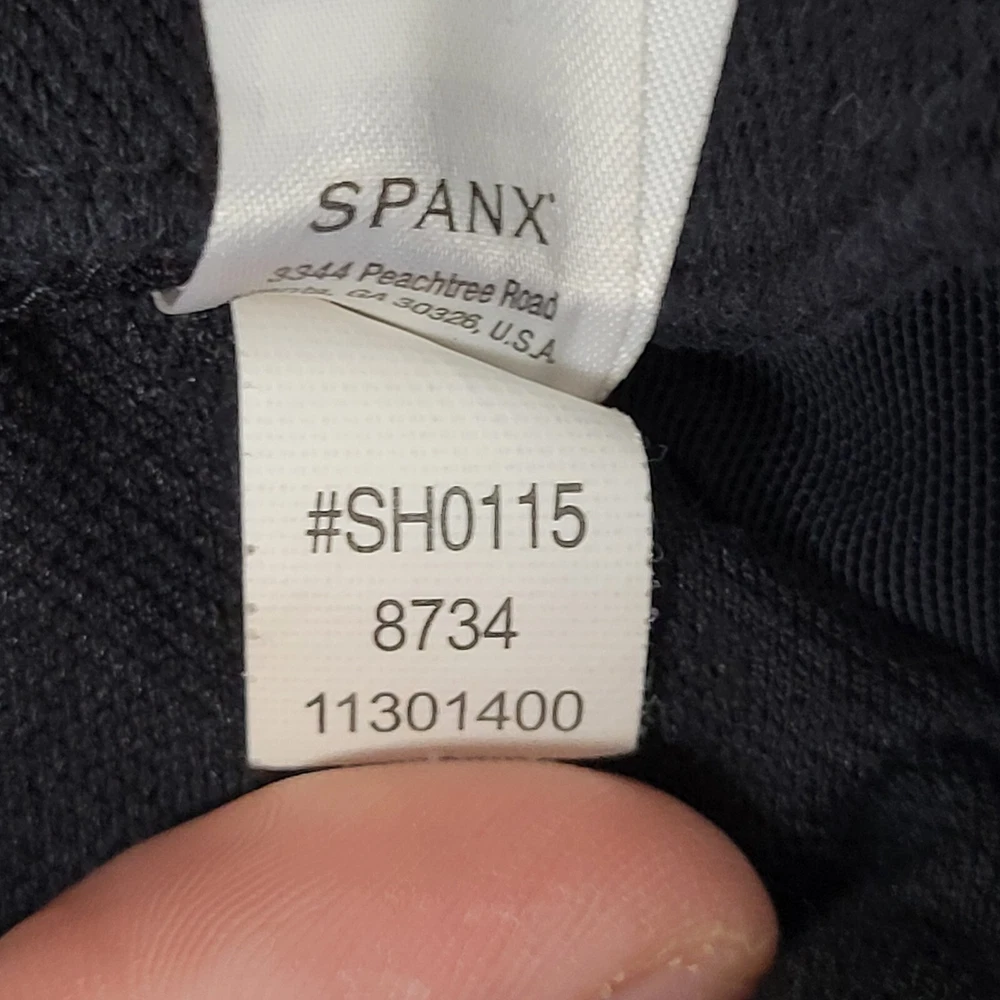 SPANX
3344 Peachtree Road
GA 30326, U.S.A.
#SH0115
8734
11301400